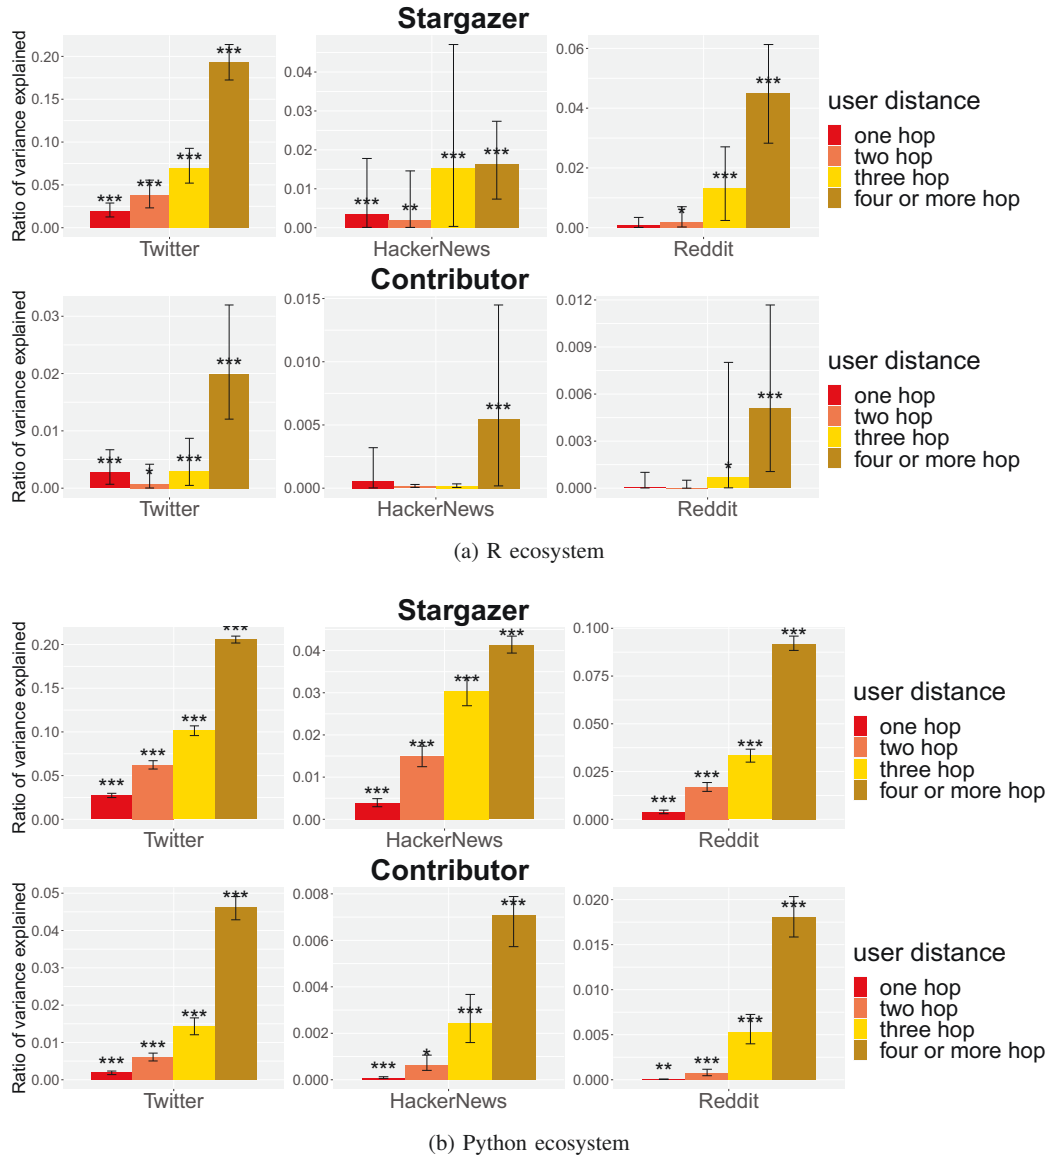 Stargazer
Ratio of variance explained
0.20
0.15
0.10
0.05
0.00
*** *** *** ***
Twitter
0.04
0.03
0.02
0.01
0.00
*** ** *** ***
HackerNews
0.06
0.04
0.02
0.00
* *** ***
Reddit
user distance
one hop
two hop
three hop
four or more hop
Contributor
Ratio of variance explained
0.03
0.02
0.01
0.00
*** * *** ***
Twitter
0.015
0.010
0.005
0.000
***
HackerNews
0.012
0.009
0.006
0.003
0.000
* ***
Reddit
user distance
one hop
two hop
three hop
four or more hop
(a) R ecosystem
Stargazer
Ratio of variance explained
0.20
0.15
0.10
0.05
0.00
*** *** *** ***
Twitter
0.04
0.03
0.02
0.01
0.00
*** *** *** ***
HackerNews
0.100
0.075
0.050
0.025
0.000
*** *** *** ***
Reddit
user distance
one hop
two hop
three hop
four or more hop
Contributor
Ratio of variance explained
0.05
0.04
0.03
0.02
0.01
0.00
*** *** *** ***
Twitter
0.008
0.006
0.004
0.002
0.000
*** * *** ***
HackerNews
0.020
0.015
0.010
0.005
0.000
** *** *** ***
Reddit
user distance
one hop
two hop
three hop
four or more hop
(b) Python ecosystem